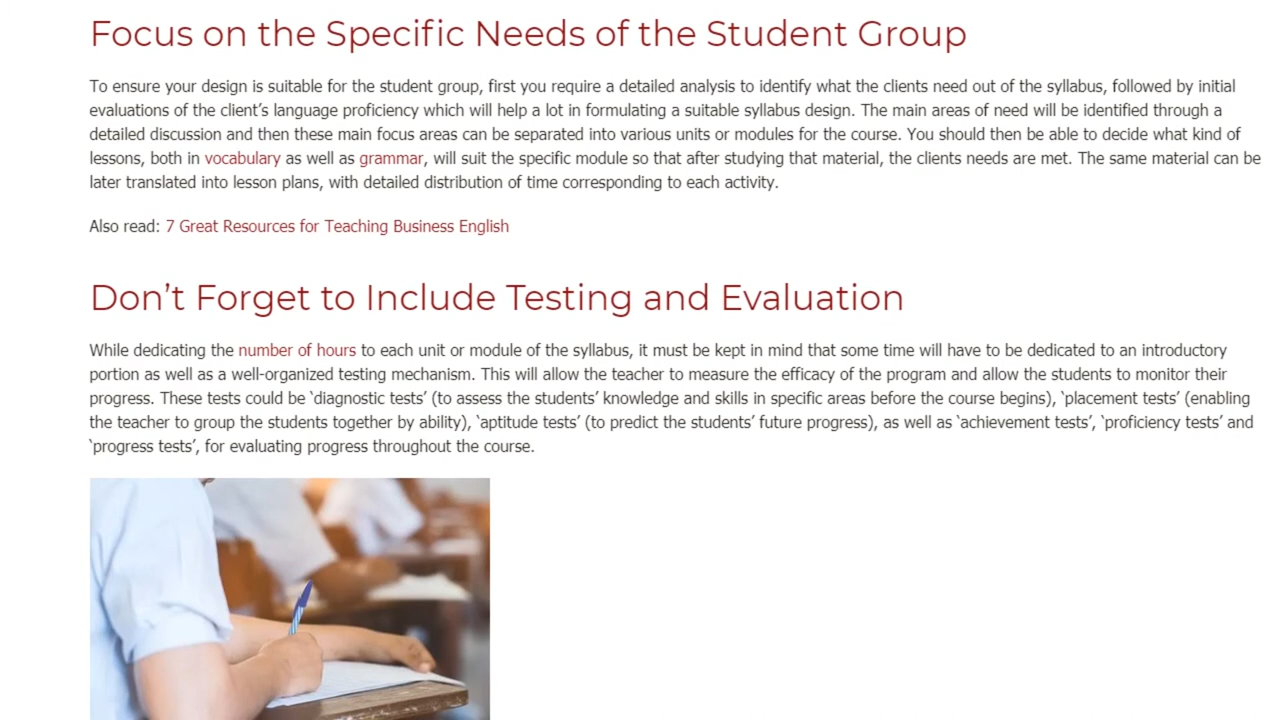 Focus on the Specific Needs of the Student Group
To ensure your design is suitable for the student group, first you require a detailed analysis to identify what the clients need out of the syllabus, followed by initial
evaluations of the client’s language proficiency which will help a lot in formulating a suitable syllabus design. The main areas of need will be identified through a
detailed discussion and then these main focus areas can be separated into various units or modules for the course. You should then be able to decide what kind of
lessons, both in vocabulary as well as grammar, will suit the specific module so that after studying that material, the clients needs are met. The same material can be
later translated into lesson plans, with detailed distribution of time corresponding to each activity.
Also read: 7 Great Resources for Teaching Business English
Don’t Forget to Include Testing and Evaluation
While dedicating the number of hours to each unit or module of the syllabus, it must be kept in mind that some time will have to be dedicated to an introductory
portion as well as a well-organized testing mechanism. This will allow the teacher to measure the efficacy of the program and allow the students to monitor their
progress. These tests could be ‘diagnostic tests’ (to assess the students’ knowledge and skills in specific areas before the course begins), ‘placement tests’ (enabling
the teacher to group the students together by ability), ‘aptitude tests’ (to predict the students’ future progress), as well as ‘achievement tests’, ‘proficiency tests’ and
‘progress tests’, for evaluating progress throughout the course.